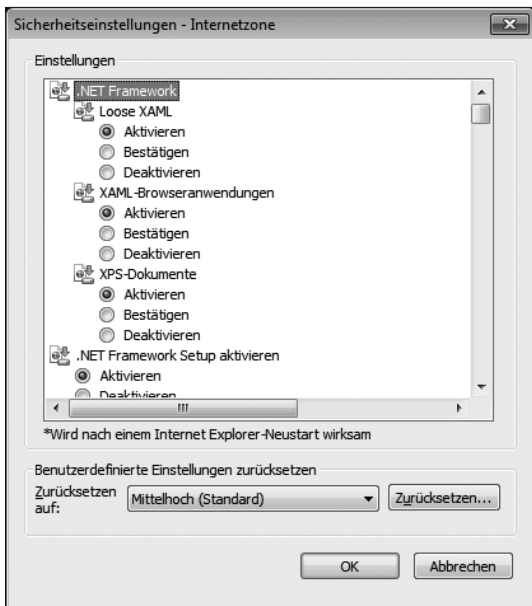 Sicherheitseinstellungen - Internetzone
Einstellungen
.NET Framework
Loose XAML
Aktivieren
Bestätigen
Deaktivieren
XAML-Browseranwendungen
Aktivieren
Bestätigen
Deaktivieren
XPS-Dokumente
Aktivieren
Bestätigen
Deaktivieren
.NET Framework Setup aktivieren
Aktivieren
Deaktivieren
*Wird nach einem Internet Explorer-Neustart wirksam
Benutzerdefinierte Einstellungen zurücksetzen
Zurücksetzen auf:
Mittelhoch (Standard)
Zurücksetzen...
OK
Abbrechen